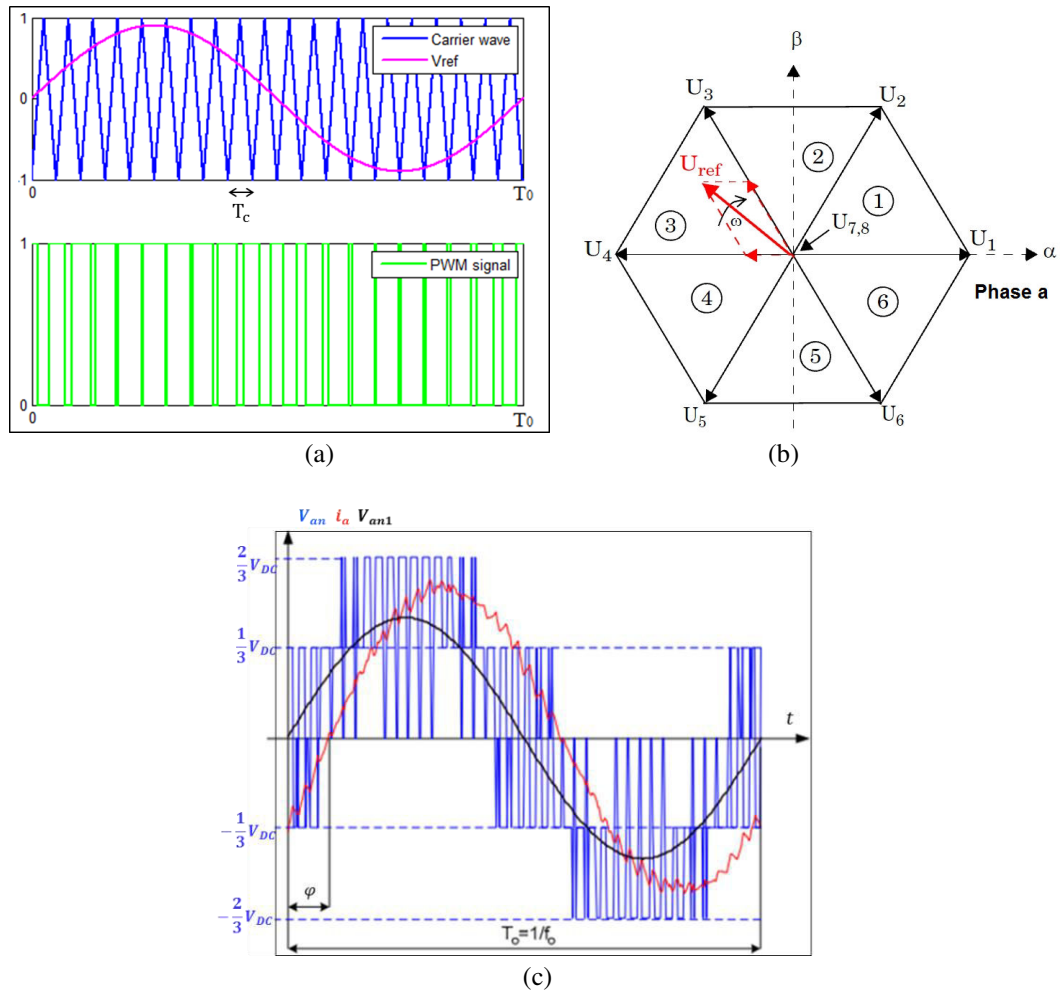 1
Carrier wave
Vref
0
0
-1
0
T0
Tc
1
PWM signal
0
0
T0
(a)
β
U3
U2
②
Uref
①
ω
③
U7,8
U4
U1
α
Phase a
④
⑥
⑤
U5
U6
(b)
Van ia Van1
2/3 VDC
1/3 VDC
t
-1/3 VDC
φ
-2/3 VDC
To=1/fo
(c)